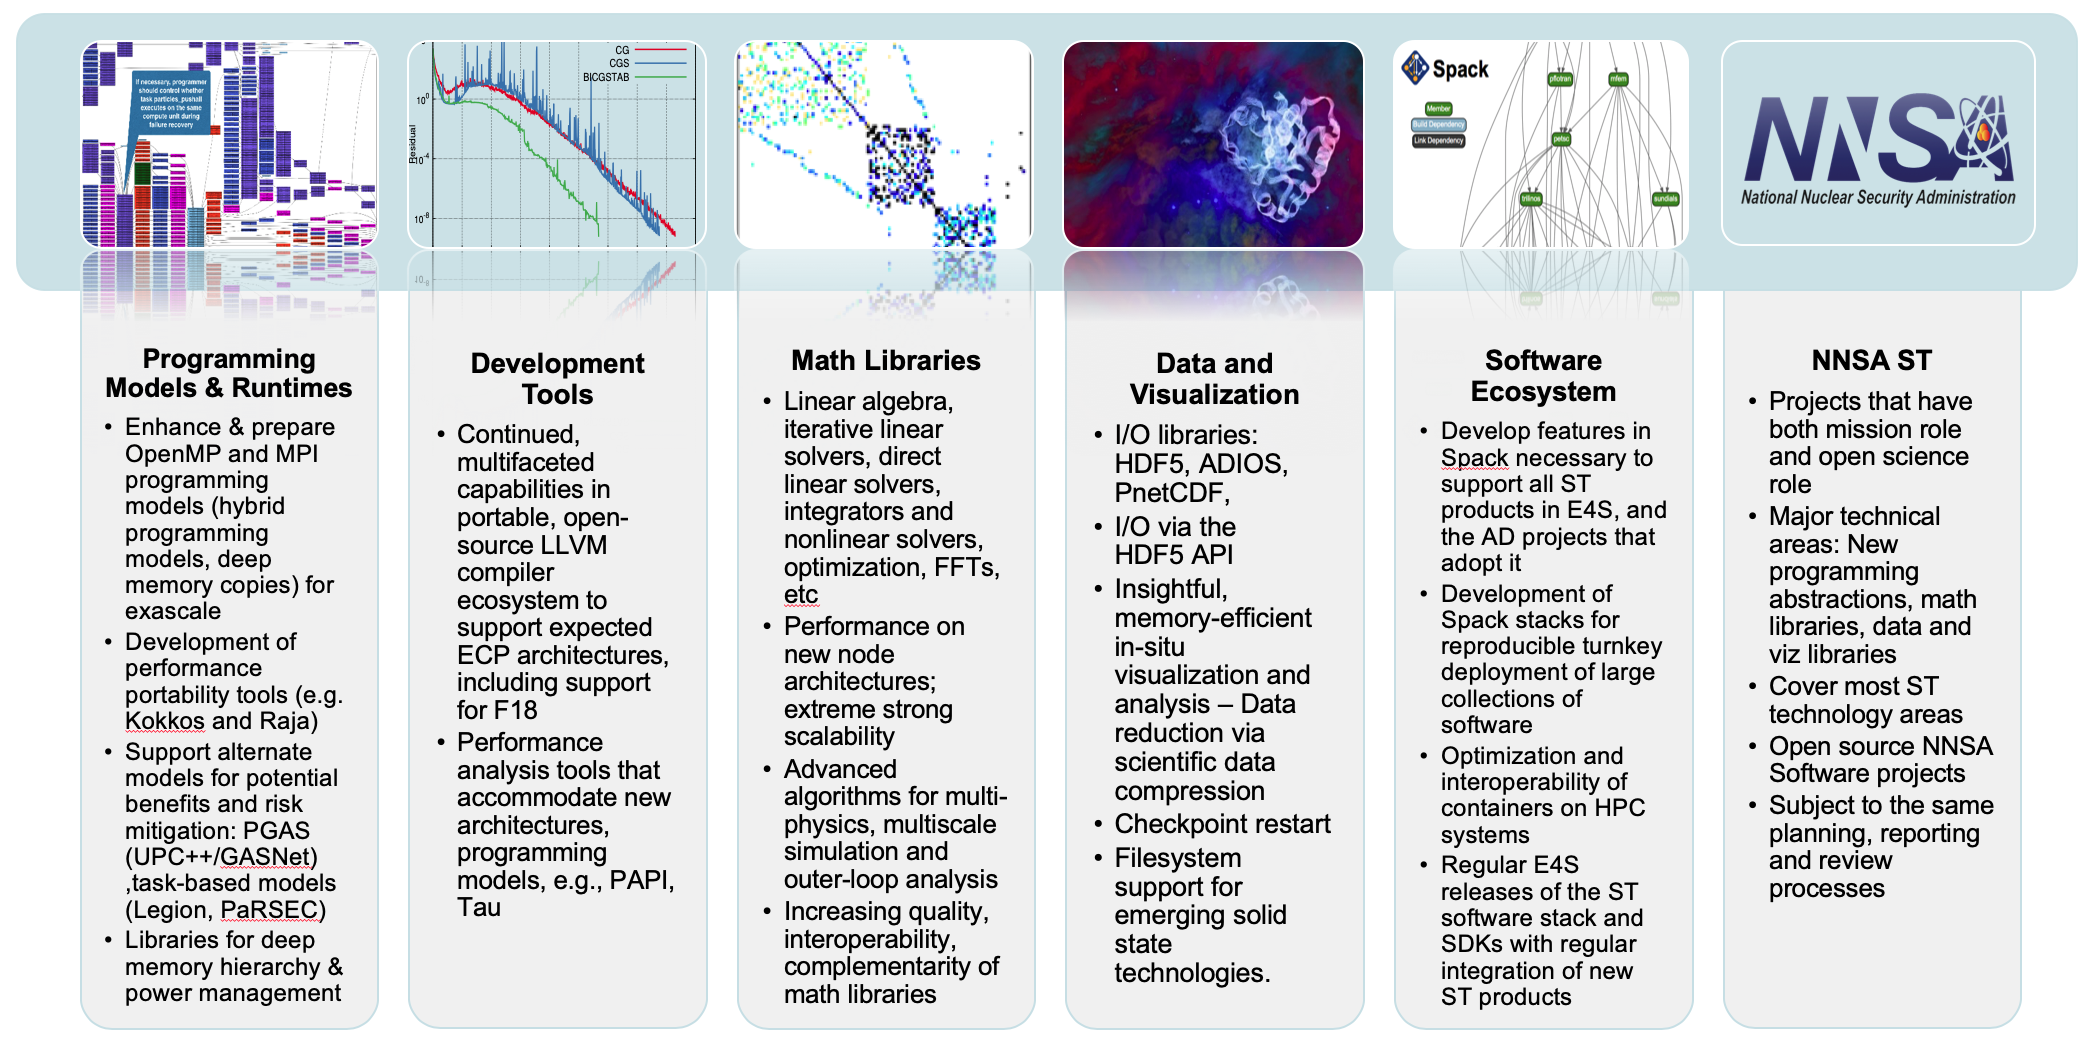 If necessary, programmer
should control whether
task particles_pushall
executes on the same
compute unit during
failure recovery
CG
CGS
BICGSTAB
10⁰
10⁻⁴
10⁻⁸
Residual
Spack
Member
Build Dependency
Link Dependency
pflotran
mfem
petsc
trilinos
sundials
NNSA
National Nuclear Security Administration
Programming
Models & Runtimes
• Enhance & prepare
OpenMP and MPI
programming
models (hybrid
programming
models, deep
memory copies) for
exascale
• Development of
performance
portability tools (e.g.
Kokkos and Raja)
• Support alternate
models for potential
benefits and risk
mitigation: PGAS
(UPC++/GASNet)
,task-based models
(Legion, PaRSEC)
• Libraries for deep
memory hierarchy &
power management
Development
Tools
• Continued,
multifaceted
capabilities in
portable, open-
source LLVM
compiler
ecosystem to
support expected
ECP architectures,
including support
for F18
• Performance
analysis tools that
accommodate new
architectures,
programming
models, e.g., PAPI,
Tau
Math Libraries
• Linear algebra,
iterative linear
solvers, direct
linear solvers,
integrators and
nonlinear solvers,
optimization, FFTs,
etc
• Performance on
new node
architectures;
extreme strong
scalability
• Advanced
algorithms for multi-
physics, multiscale
simulation and
outer-loop analysis
• Increasing quality,
interoperability,
complementarity of
math libraries
Data and
Visualization
• I/O libraries:
HDF5, ADIOS,
PnetCDF,
• I/O via the
HDF5 API
• Insightful,
memory-efficient
in-situ
visualization and
analysis – Data
reduction via
scientific data
compression
• Checkpoint restart
• Filesystem
support for
emerging solid
state
technologies.
Software
Ecosystem
• Develop features in
Spack necessary to
support all ST
products in E4S, and
the AD projects that
adopt it
• Development of
Spack stacks for
reproducible turnkey
deployment of large
collections of
software
• Optimization and
interoperability of
containers on HPC
systems
• Regular E4S
releases of the ST
software stack and
SDKs with regular
integration of new
ST products
NNSA ST
• Projects that have
both mission role
and open science
role
• Major technical
areas: New
programming
abstractions, math
libraries, data and
viz libraries
• Cover most ST
technology areas
• Open source NNSA
Software projects
• Subject to the same
planning, reporting
and review
processes